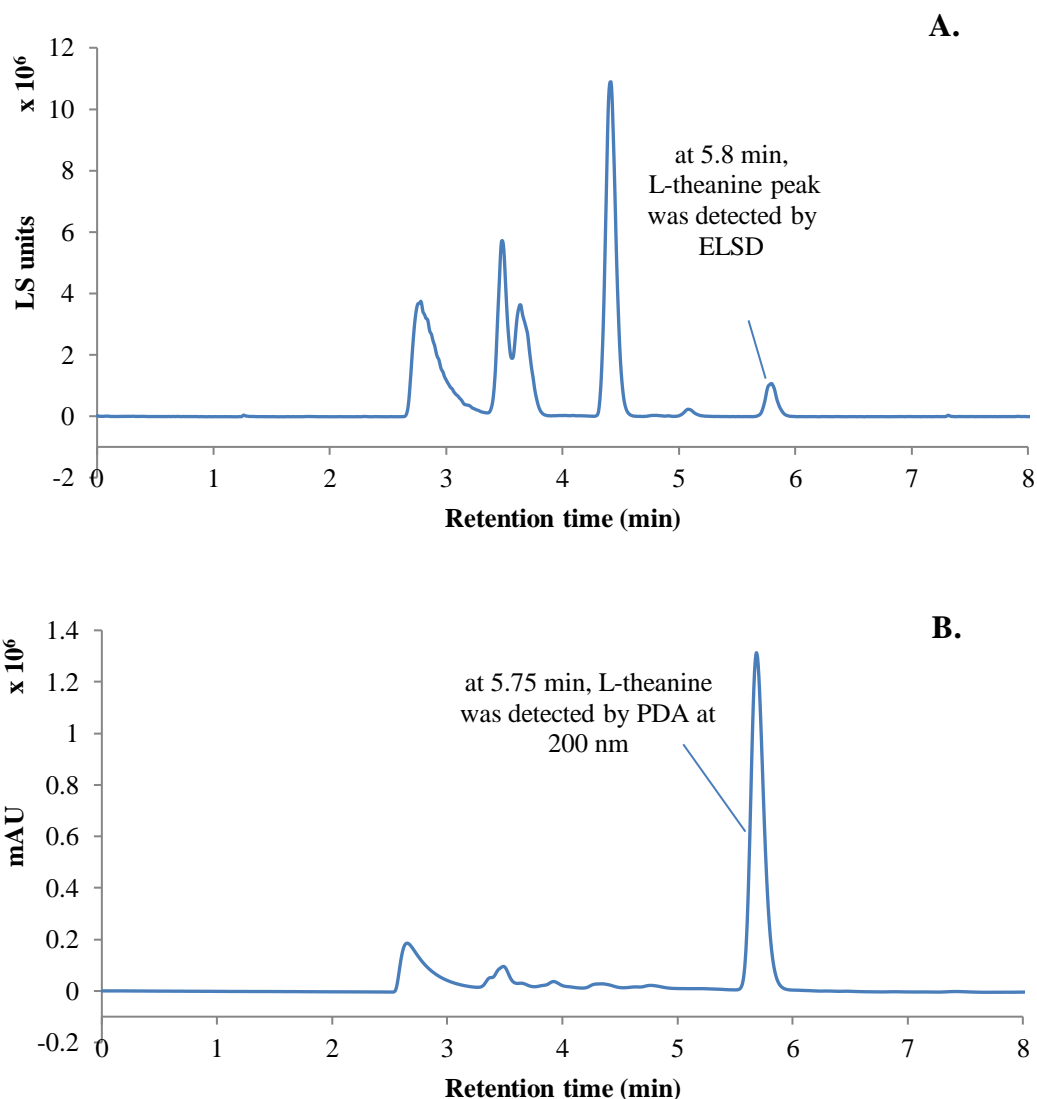 A.
x 10⁶
LS units
12
10
8
6
4
2
0
-2
at 5.8 min,
L-theanine peak
was detected by
ELSD
0 1 2 3 4 5 6 7 8
Retention time (min)
B.
x 10⁶
mAU
1.4
1.2
1
0.8
0.6
0.4
0.2
0
-0.2
at 5.75 min, L-theanine
was detected by PDA at
200 nm
0 1 2 3 4 5 6 7 8
Retention time (min)